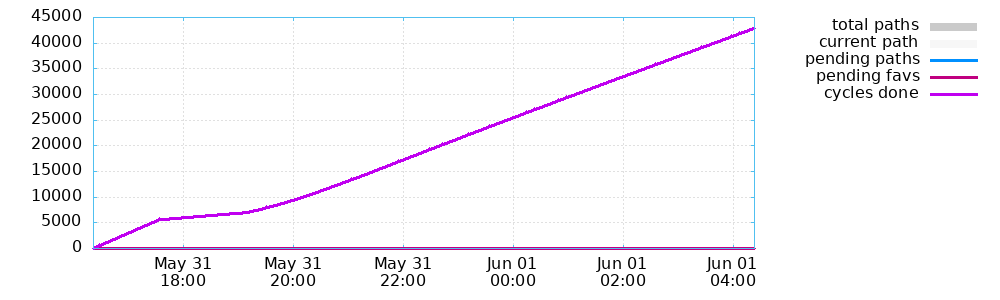 45000
40000
35000
30000
25000
20000
15000
10000
5000
0
May 31 May 31 May 31 Jun 01 Jun 01 Jun 01
18:00 20:00 22:00 00:00 02:00 04:00
total paths
current path
pending paths
pending favs
cycles done